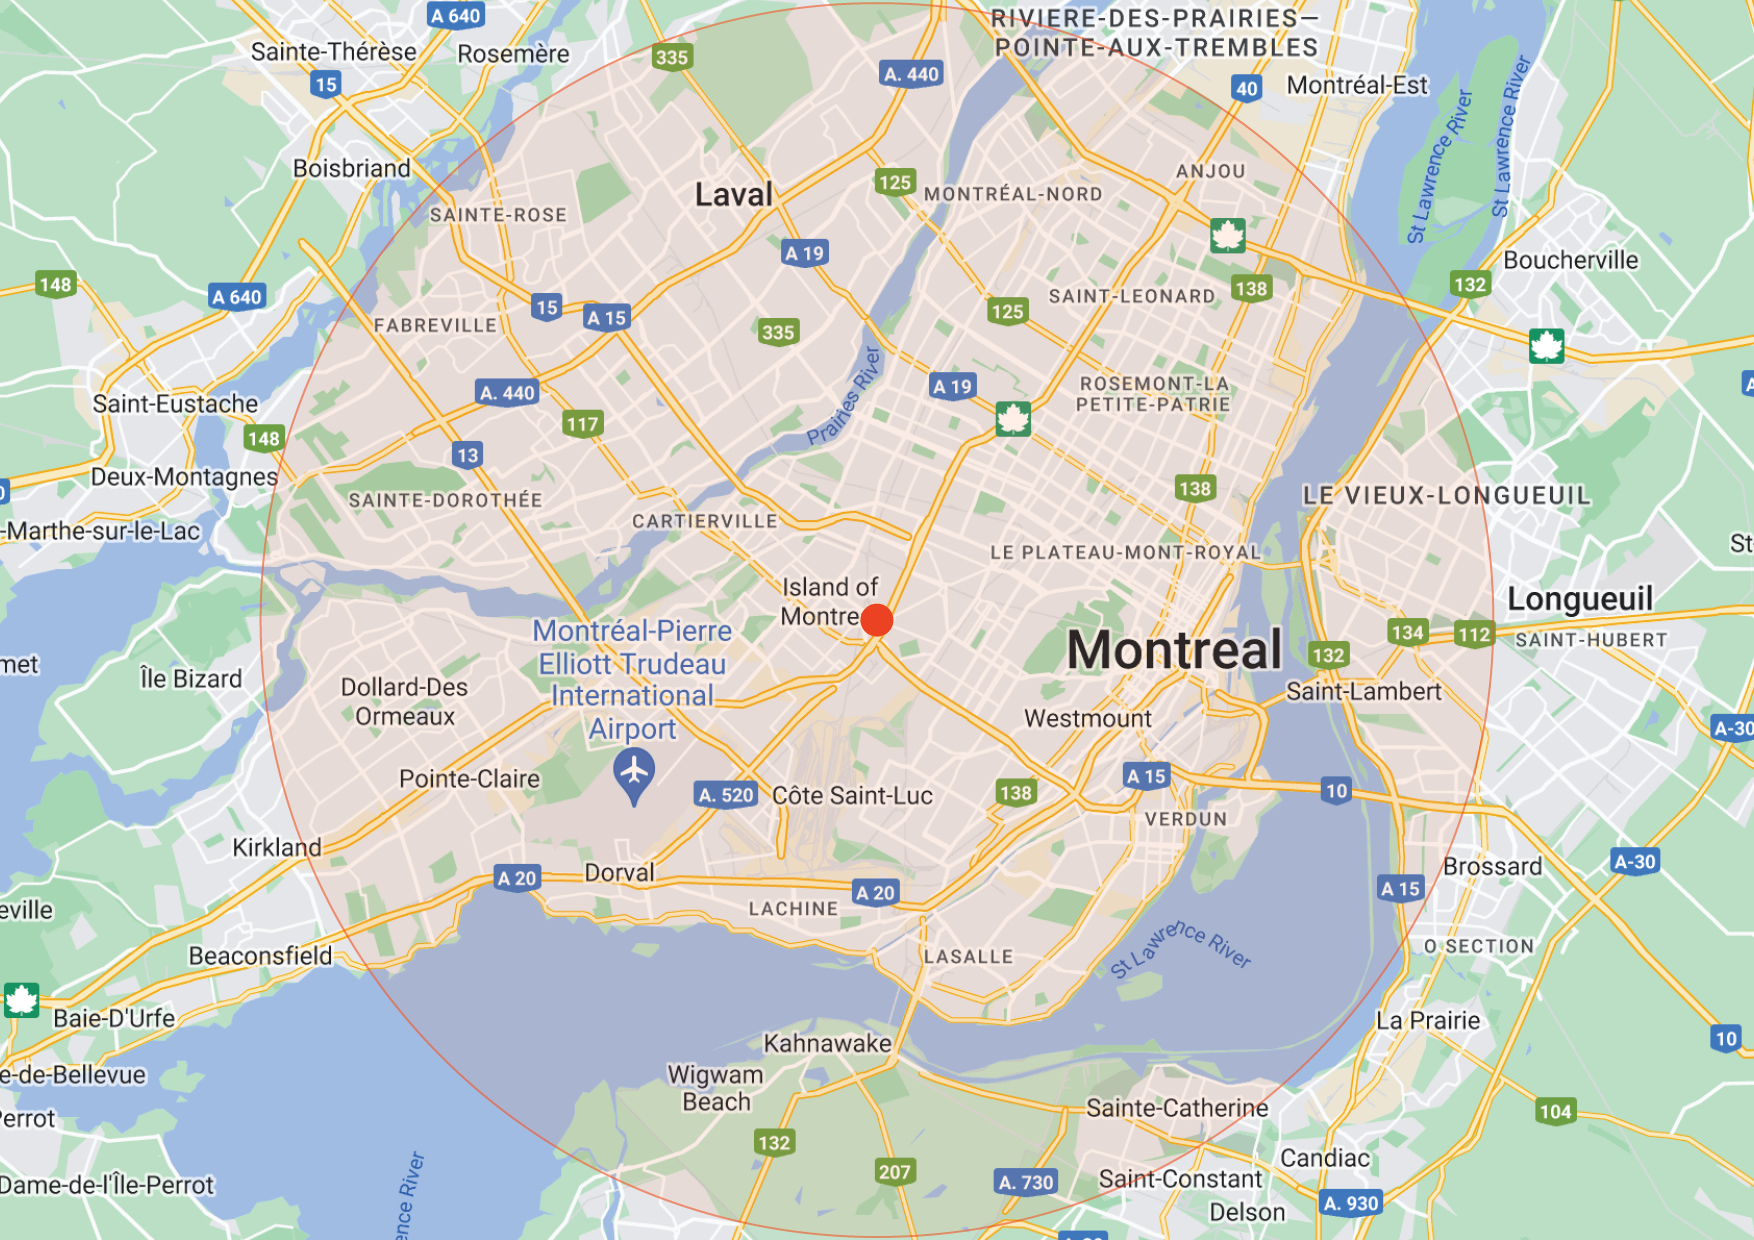 A 640
RIVIERE-DES-PRAIRIES—
POINTE-AUX-TREMBLES
Sainte-Thérèse
Rosemère
335
A. 440
15
40
Montréal-Est
St Lawrence River
St Lawrence River
Boisbriand
ANJOU
125
Laval
MONTRÉAL-NORD
SAINTE-ROSE
A 19
Boucherville
148
A 640
132
138
SAINT-LEONARD
15
A 15
125
FABREVILLE
335
Prairies River
A. 440
A 19
ROSEMONT-LA
PETITE-PATRIE
Saint-Eustache
117
148
13
Deux-Montagnes
138
LE VIEUX-LONGUEUIL
SAINTE-DOROTHÉE
CARTIERVILLE
-Marthe-sur-le-Lac
St-
LE PLATEAU-MONT-ROYAL
Island of
Montre
Longueuil
Montréal-Pierre
Elliott Trudeau
International
Airport
134
112
SAINT-HUBERT
Montreal
132
met
Île Bizard
Dollard-Des
Ormeaux
Saint-Lambert
Westmount
A-30
Pointe-Claire
A. 520
Côte Saint-Luc
138
A 15
10
VERDUN
Kirkland
Brossard
A-30
Dorval
A 20
A 20
A 15
eville
LACHINE
O SECTION
Beaconsfield
LASALLE
St Lawrence River
Baie-D'Urfe
La Prairie
Kahnawake
10
e-de-Bellevue
Wigwam
Beach
Perrot
Sainte-Catherine
104
132
Candiac
207
A. 730
Saint-Constant
Dame-de-l'Île-Perrot
ence River
A. 930
Delson